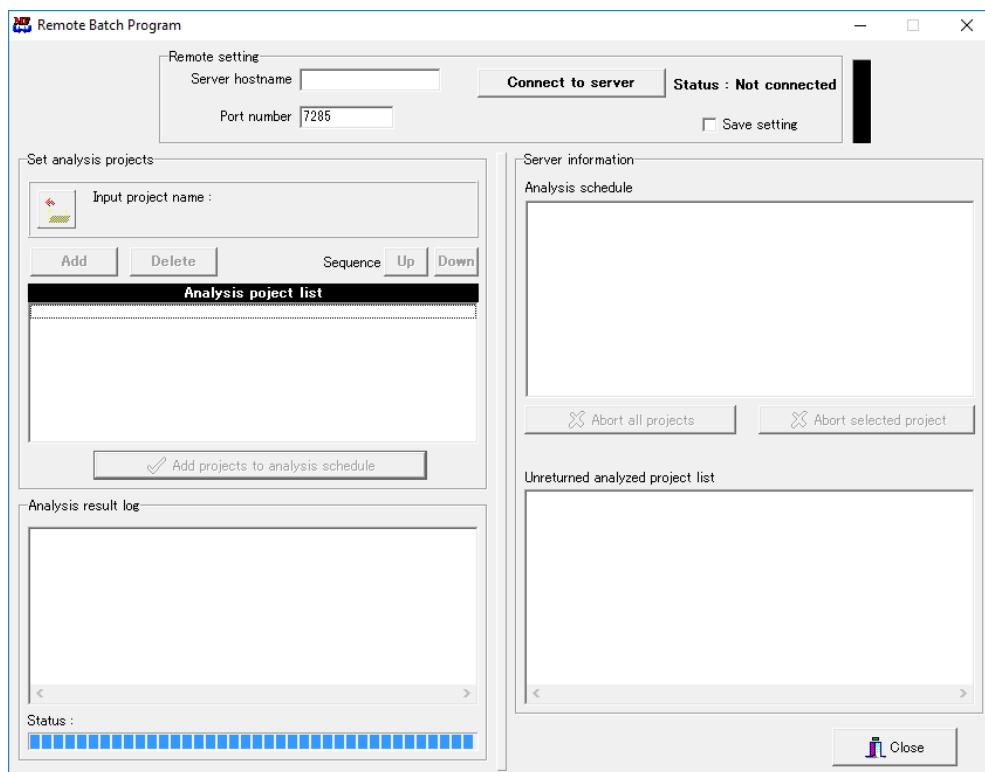 Remote Batch Program
Remote setting
Server hostname
Connect to server
Status : Not connected
Port number 7285
Save setting
Set analysis projects
Input project name :
Add Delete Sequence Up Down
Analysis poject list
Add projects to analysis schedule
Analysis result log
Status :
Server information
Analysis schedule
Abort all projects Abort selected project
Unreturned analyzed project list
Close